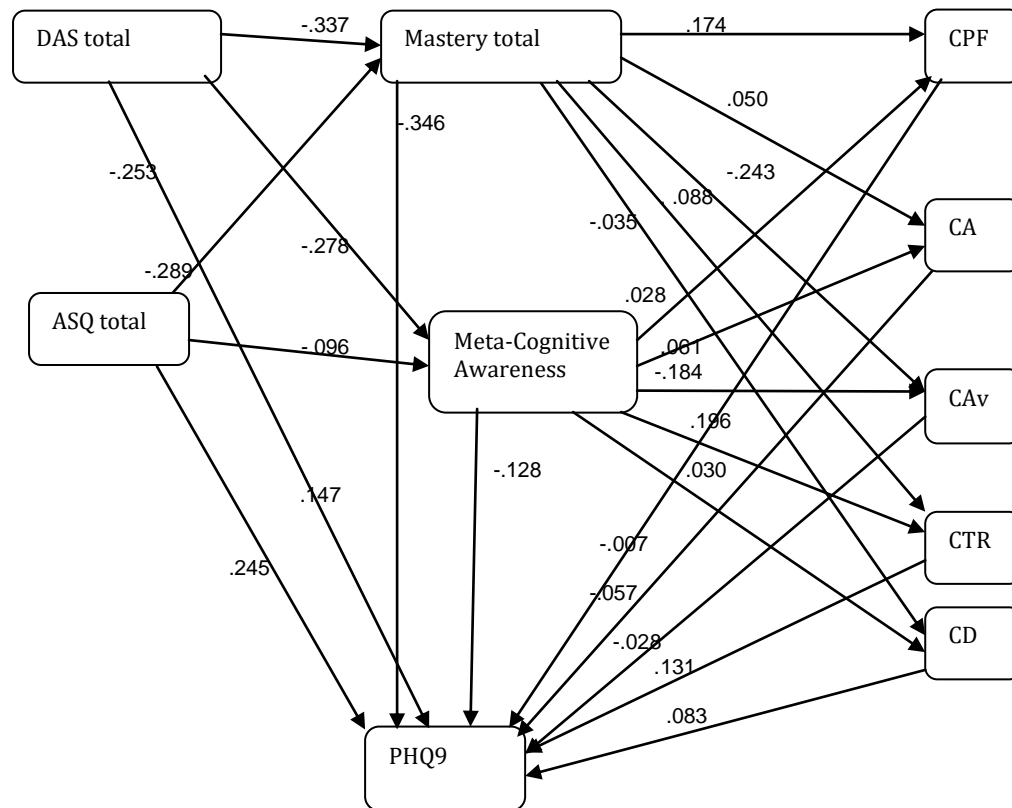 DAS total
-.337
Mastery total
.174
CPF
.050
-.346
-.253
-.243
.088
-.035
CA
-.278
-.289
ASQ total
.028
Meta-Cognitive
Awareness
-.096
.061
-.184
CAv
.196
-.128
.030
.147
CTR
-.007
.245
-.057
CD
-.028
.131
.083
PHQ9